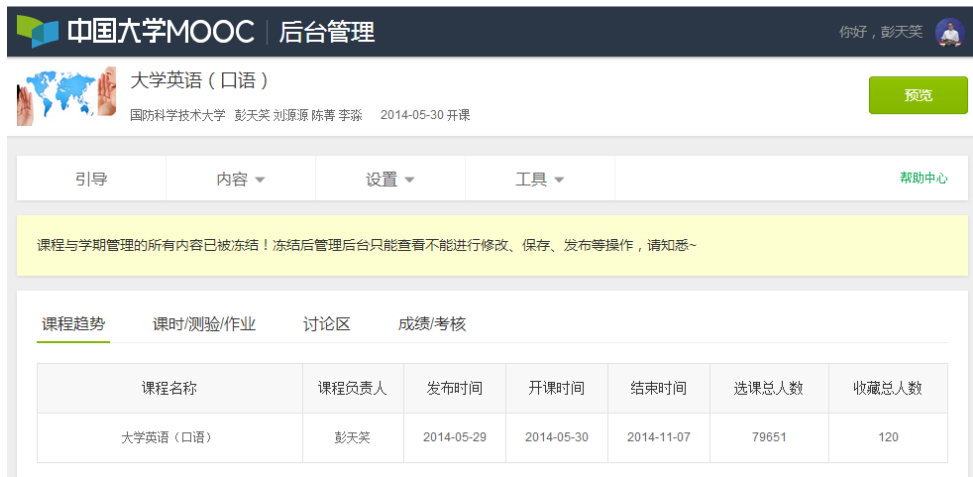 中国大学MOOC 后台管理 你好，彭天笑
大学英语（口语）
预览
国防科学技术大学 彭天笑 刘源源 陈菁 李淼 2014-05-30 开课
引导 内容 设置 工具 帮助中心
课程与学期管理的所有内容已被冻结！冻结后管理后台只能查看不能进行修改、保存、发布等操作，请知悉~
课程趋势 课时/测验/作业 讨论区 成绩/考核
课程名称 课程负责人 发布时间 开课时间 结束时间 选课总人数 收藏总人数
大学英语（口语） 彭天笑 2014-05-29 2014-05-30 2014-11-07 79651 120